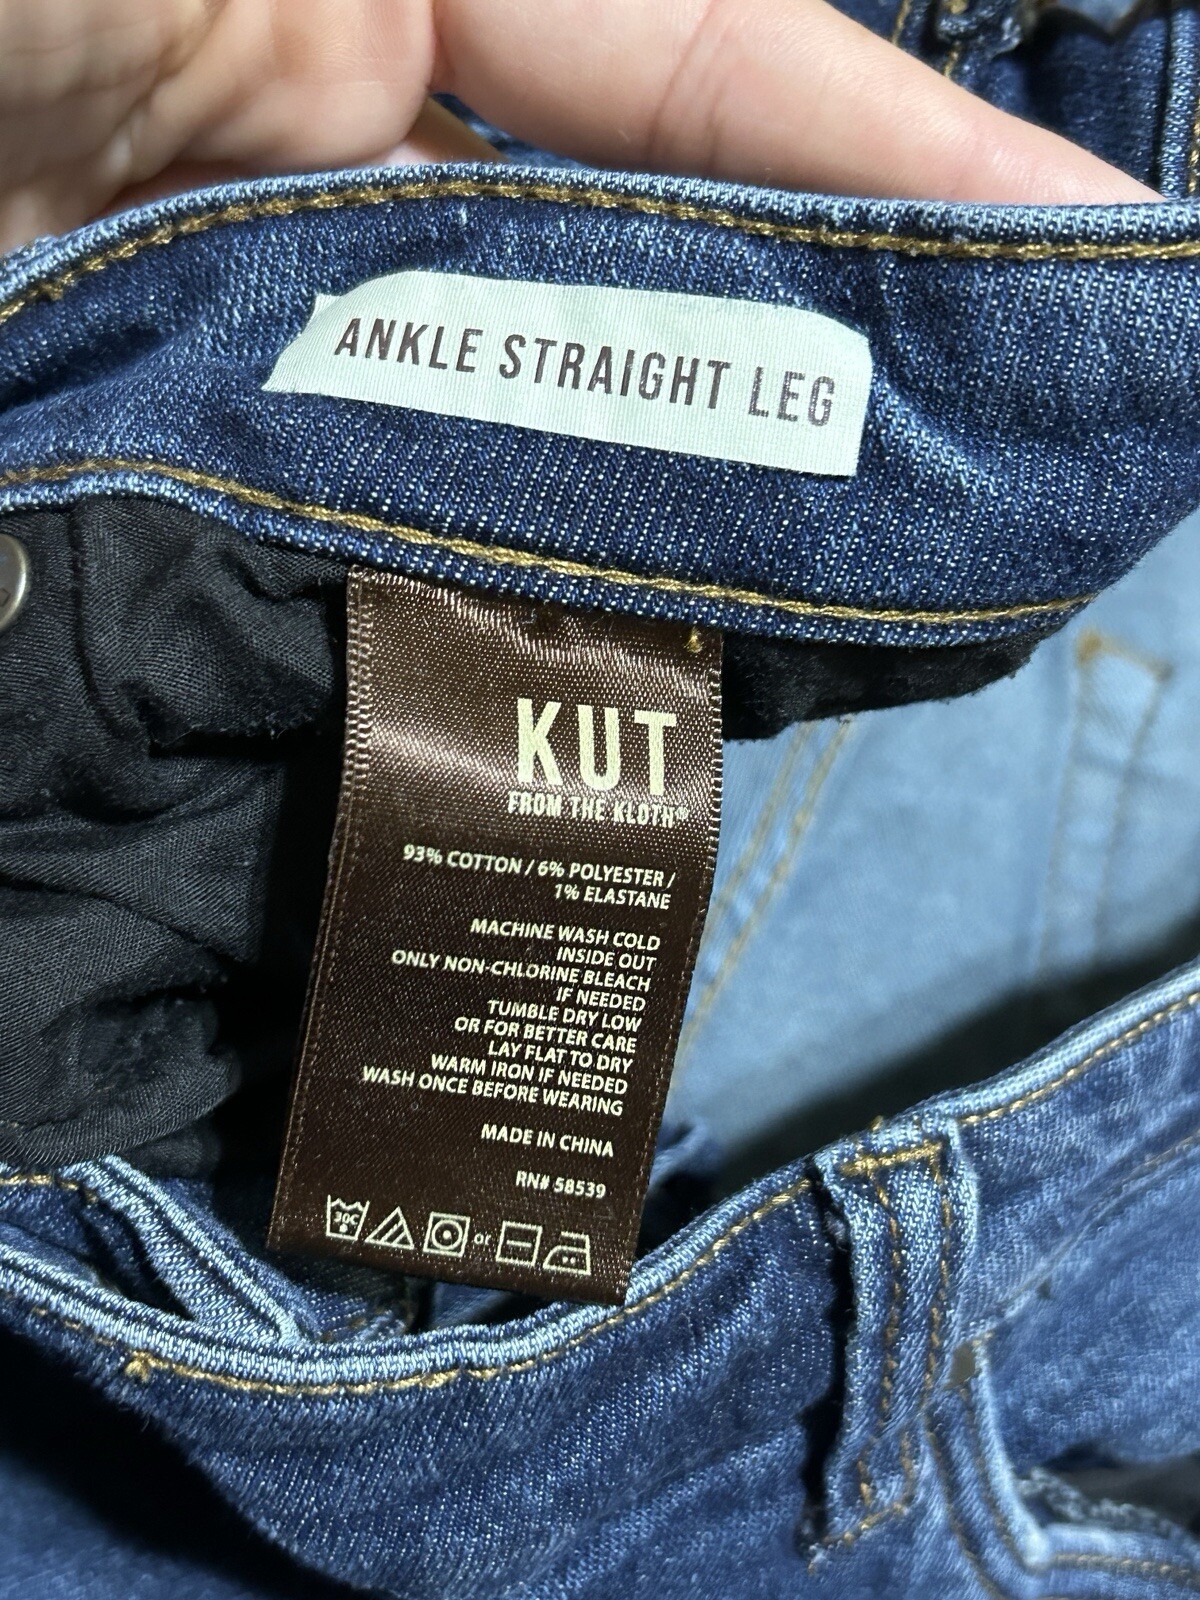 ANKLE STRAIGHT LEG
KUT
FROM THE KLOTH®
93% COTTON / 6% POLYESTER /
1% ELASTANE
MACHINE WASH COLD
INSIDE OUT
ONLY NON-CHLORINE BLEACH
IF NEEDED
TUMBLE DRY LOW
OR FOR BETTER CARE
LAY FLAT TO DRY
WARM IRON IF NEEDED
WASH ONCE BEFORE WEARING
MADE IN CHINA
RN# 58539
30C or